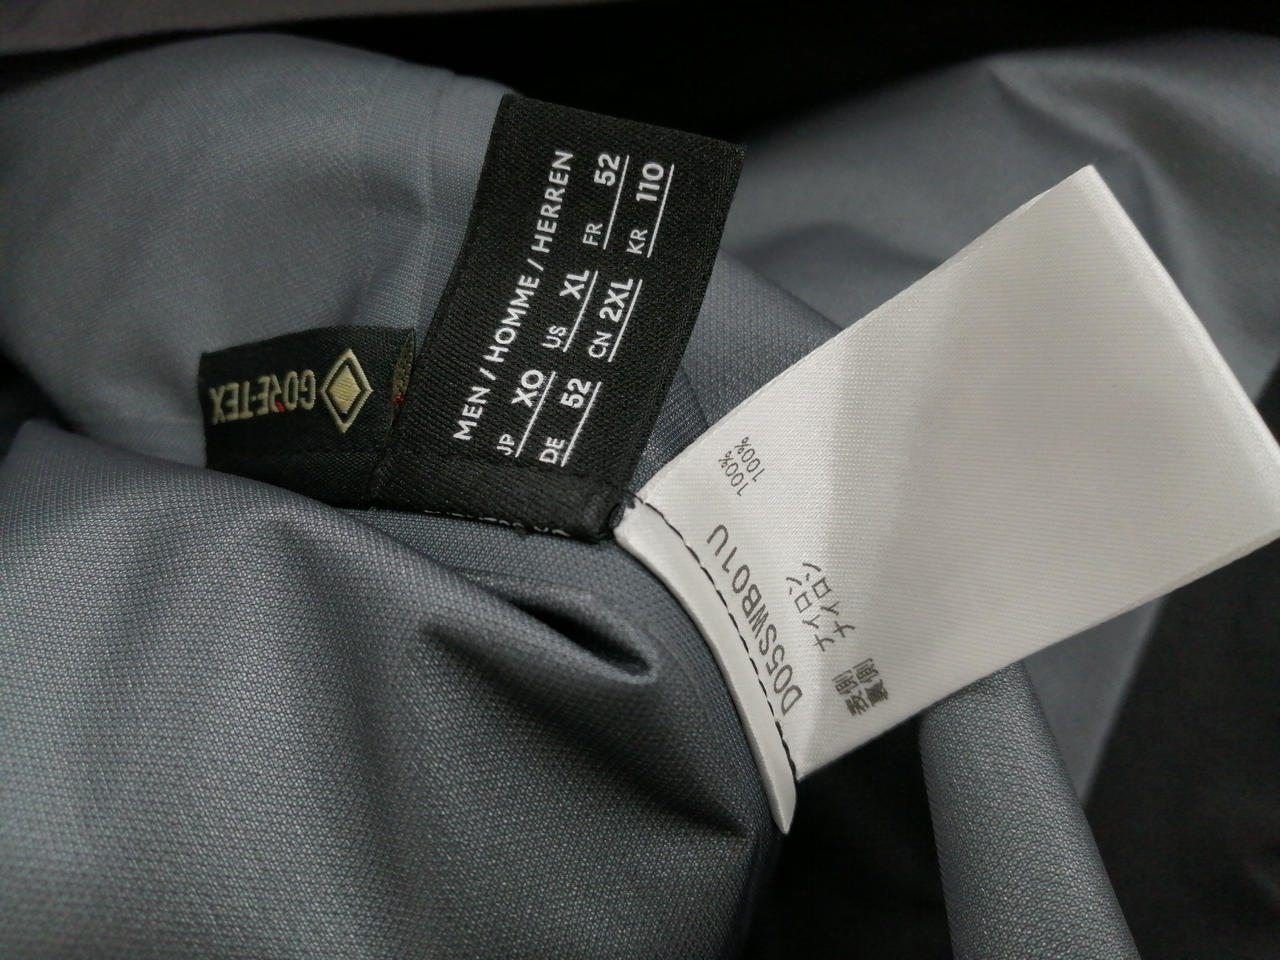 GORE-TEX
MEN / HOMME / HERREN
JP XO US XL FR 52
DE 52 CN 2XL KR 110
D05SWB01U
表側 ナイロン 100%
裏側 ナイロン 100%